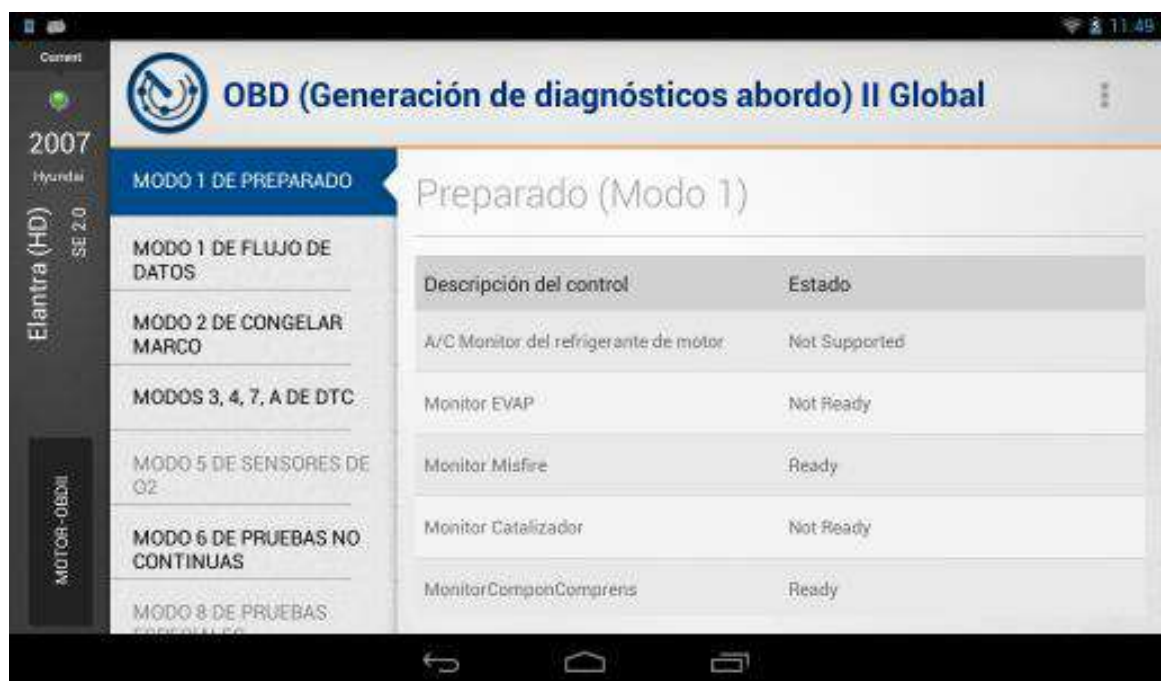 11:49
Current
2007
Hyundai
Elantra (HD)
SE 2.0
MOTOR-OBDII
OBD (Generación de diagnósticos abordo) II Global
MODO 1 DE PREPARADO
MODO 1 DE FLUJO DE
DATOS
MODO 2 DE CONGELAR
MARCO
MODOS 3, 4, 7, A DE DTC
MODO 5 DE SENSORES DE
O2
MODO 6 DE PRUEBAS NO
CONTINUAS
MODO 8 DE PRUEBAS
Preparado (Modo 1)
Descripción del control Estado
A/C Monitor del refrigerante de motor Not Supported
Monitor EVAP Not Ready
Monitor Misfire Ready
Monitor Catalizador Not Ready
MonitorComponComprens Ready